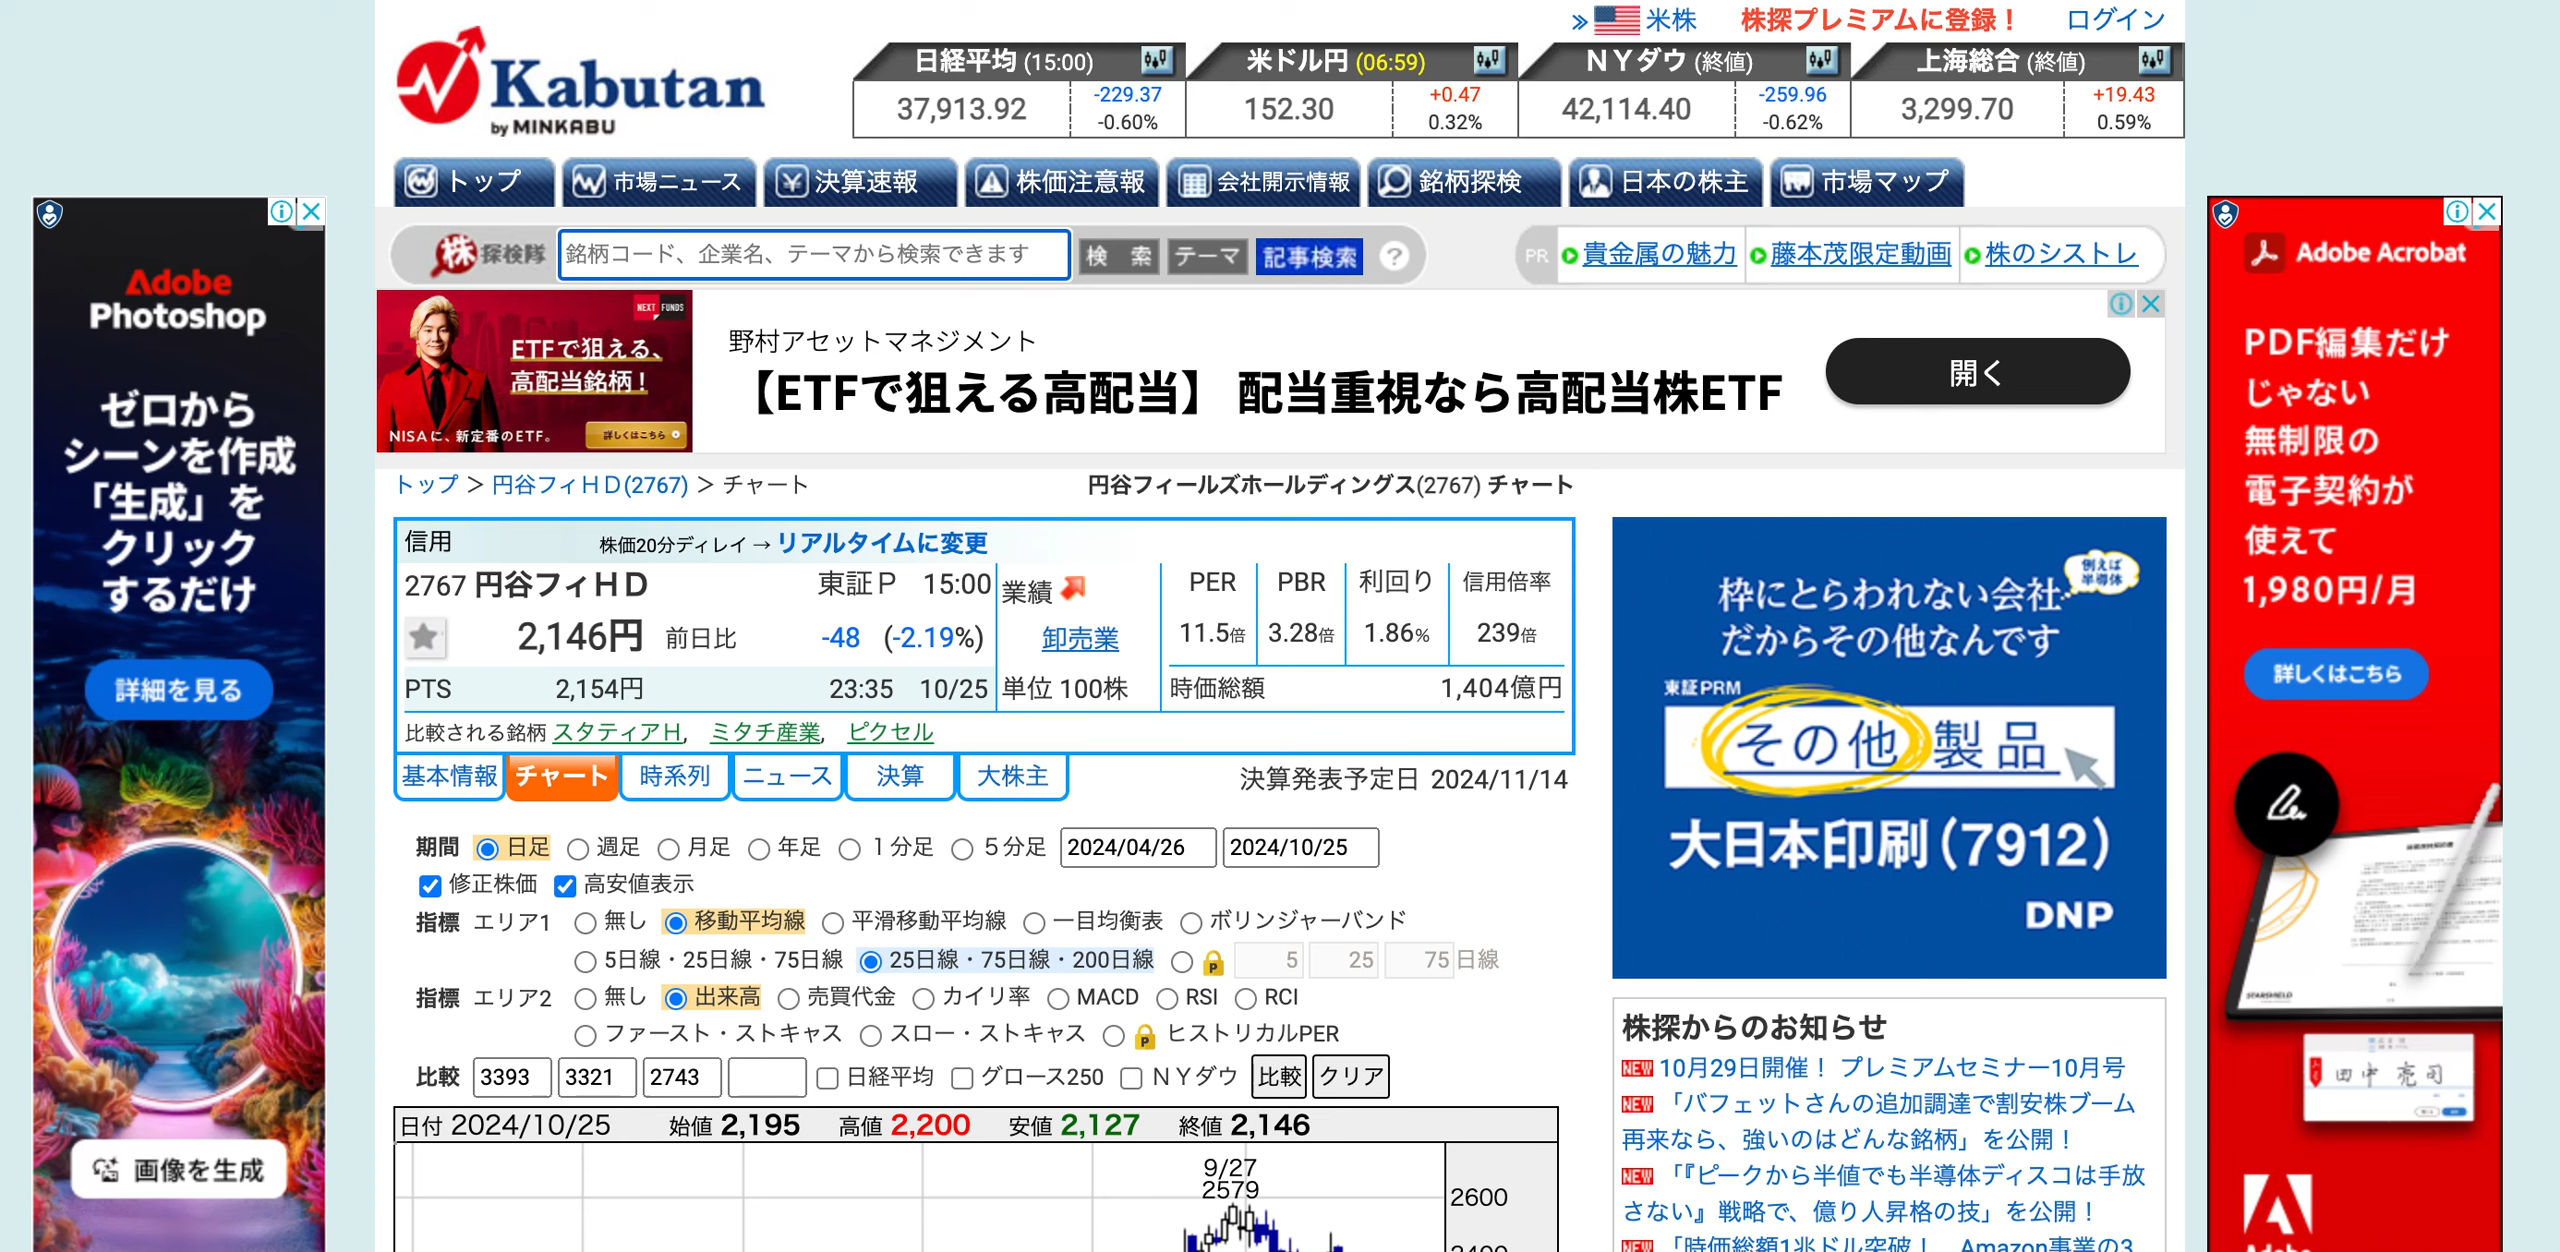 ≫ 米株 株探プレミアムに登録！ ログイン
Kabutan
by MINKABU
日経平均 (15:00) 米ドル円 (06:59) ＮＹダウ (終値) 上海総合 (終値)
37,913.92 -229.37 -0.60% 152.30 +0.47 0.32% 42,114.40 -259.96 -0.62% 3,299.70 +19.43 0.59%
トップ 市場ニュース 決算速報 株価注意報 会社開示情報 銘柄探検 日本の株主 市場マップ
株 探検隊 銘柄コード、企業名、テーマから検索できます 検 索 テーマ 記事検索 ? PR 貴金属の魅力 藤本茂限定動画 株のシストレ
NEXT FUNDS
ETFで狙える、
高配当銘柄！
NISAに、新定番のETF。 詳しくはこちら
野村アセットマネジメント
【ETFで狙える高配当】 配当重視なら高配当株ETF
開く
トップ > 円谷フィＨＤ(2767) > チャート 円谷フィールズホールディングス(2767) チャート
信用 株価20分ディレイ → リアルタイムに変更
2767 円谷フィＨＤ 東証Ｐ 15:00 業績 PER PBR 利回り 信用倍率
2,146円 前日比 -48 (-2.19%) 卸売業 11.5倍 3.28倍 1.86% 239倍
PTS 2,154円 23:35 10/25 単位 100株 時価総額 1,404億円
比較される銘柄 スタティアＨ, ミタチ産業, ピクセル
基本情報 チャート 時系列 ニュース 決算 大株主 決算発表予定日 2024/11/14
期間 日足 週足 月足 年足 １分足 ５分足 2024/04/26 2024/10/25
修正株価 高安値表示
指標 エリア1 無し 移動平均線 平滑移動平均線 一目均衡表 ボリンジャーバンド
5日線・25日線・75日線 25日線・75日線・200日線 P 5 25 75 日線
指標 エリア2 無し 出来高 売買代金 カイリ率 MACD RSI RCI
ファースト・ストキャス スロー・ストキャス P ヒストリカルPER
比較 3393 3321 2743 日経平均 グロース250 ＮＹダウ 比較 クリア
日付 2024/10/25 始値 2,195 高値 2,200 安値 2,127 終値 2,146
9/27
2579
2600
2400
Adobe
Photoshop
ゼロから
シーンを作成
「生成」を
クリック
するだけ
詳細を見る
画像を生成
例えば
半導体
枠にとらわれない会社
だからその他なんです
東証PRM
その他 製品
大日本印刷(7912)
DNP
株探からのお知らせ
NEW 10月29日開催！ プレミアムセミナー10月号
NEW 「バフェットさんの追加調達で割安株ブーム
再来なら、強いのはどんな銘柄」を公開！
NEW 「『ピークから半値でも半導体ディスコは手放
さない』戦略で、億り人昇格の技」を公開！
NEW 「時価総額1兆ドル突破！ Amazon事業の3
Adobe Acrobat
PDF編集だけ
じゃない
無制限の
電子契約が
使えて
1,980円/月
詳しくはこちら
STARSHIELD
田中 亮司
Adobe